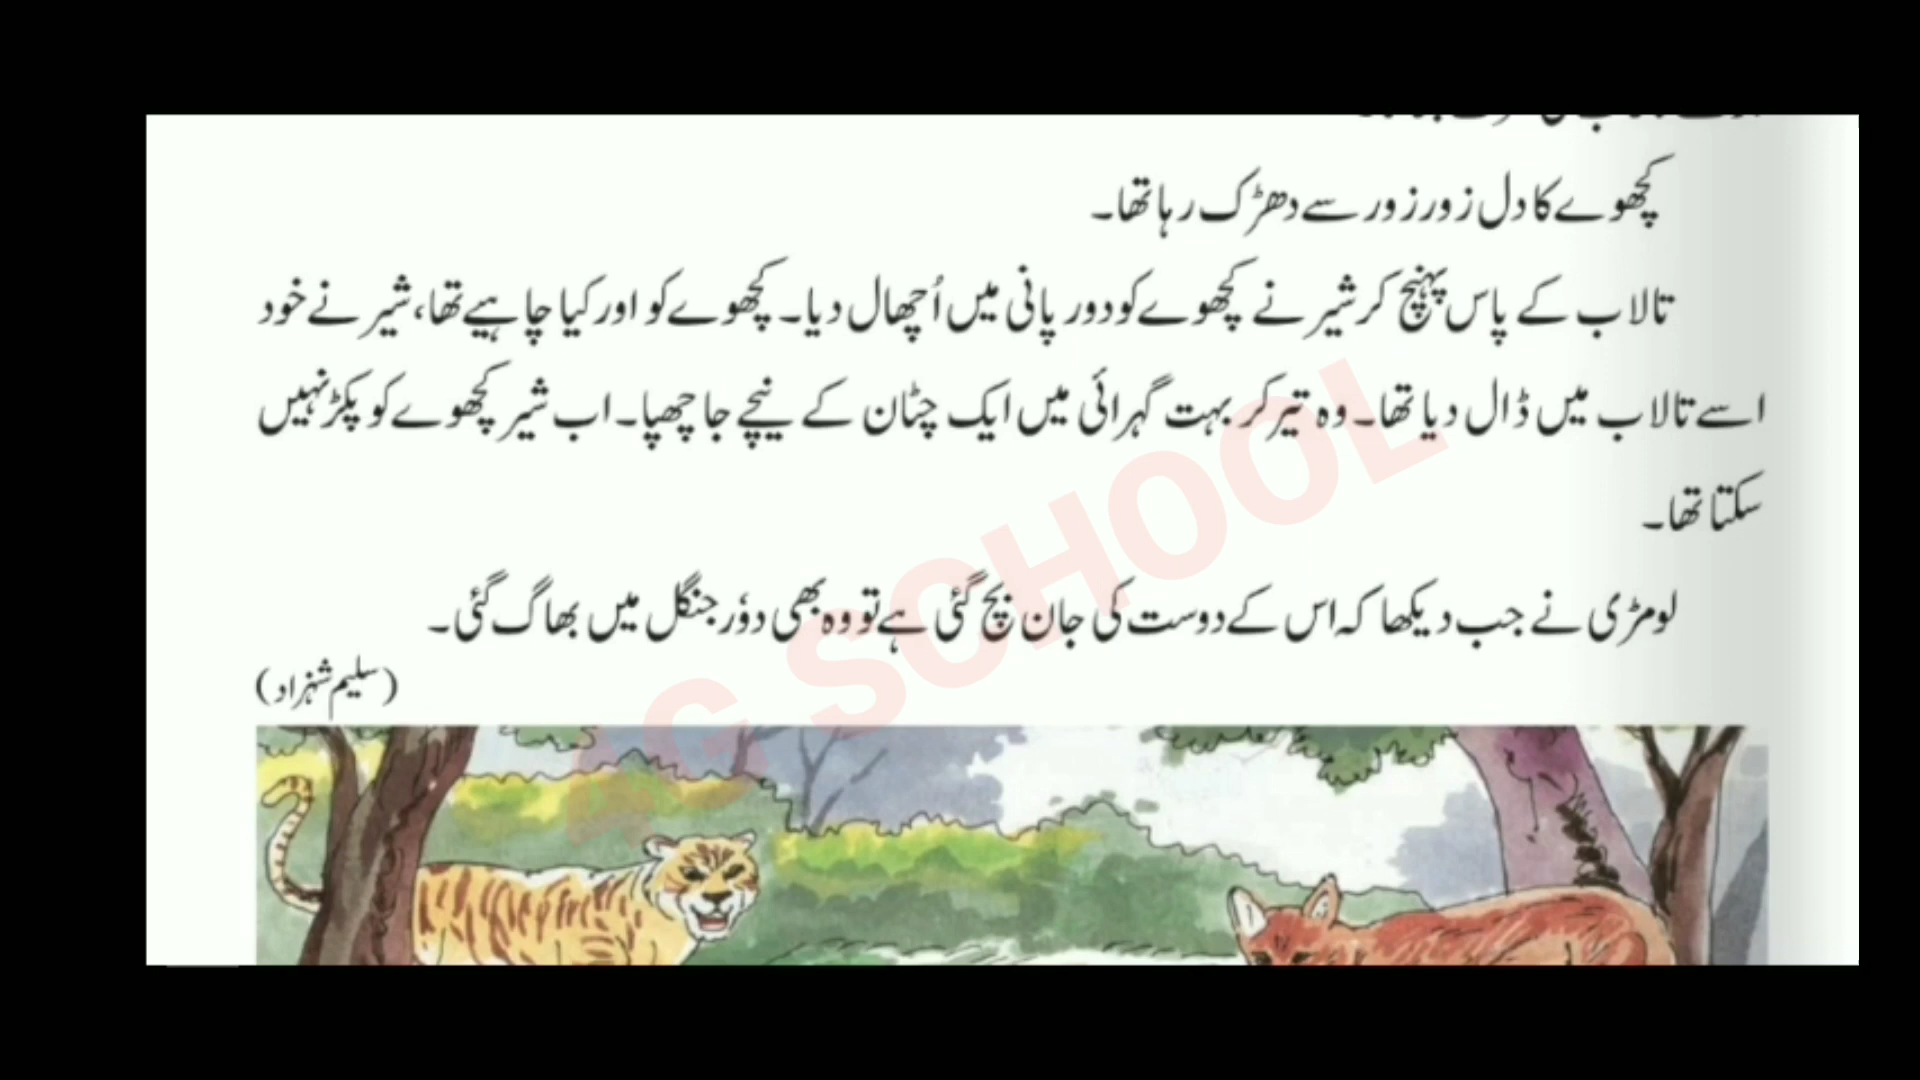 کچھوے کا دل زور زور سے دھڑک رہا تھا۔
تالاب کے پاس پہنچ کر شیر نے کچھوے کو دور پانی میں اُچھال دیا۔ کچھوے کو اور کیا چاہیے تھا، شیر نے خود
اسے تالاب میں ڈال دیا تھا۔ وہ تیر کر بہت گہرائی میں ایک چٹان کے نیچے جا چھپا۔ اب شیر کچھوے کو پکڑ نہیں
سکتا تھا۔
لومڑی نے جب دیکھا کہ اس کے دوست کی جان بچ گئی ہے تو وہ بھی دوٗر جنگل میں بھاگ گئی۔
(سلیم شہزاد)
AG SCHOOL